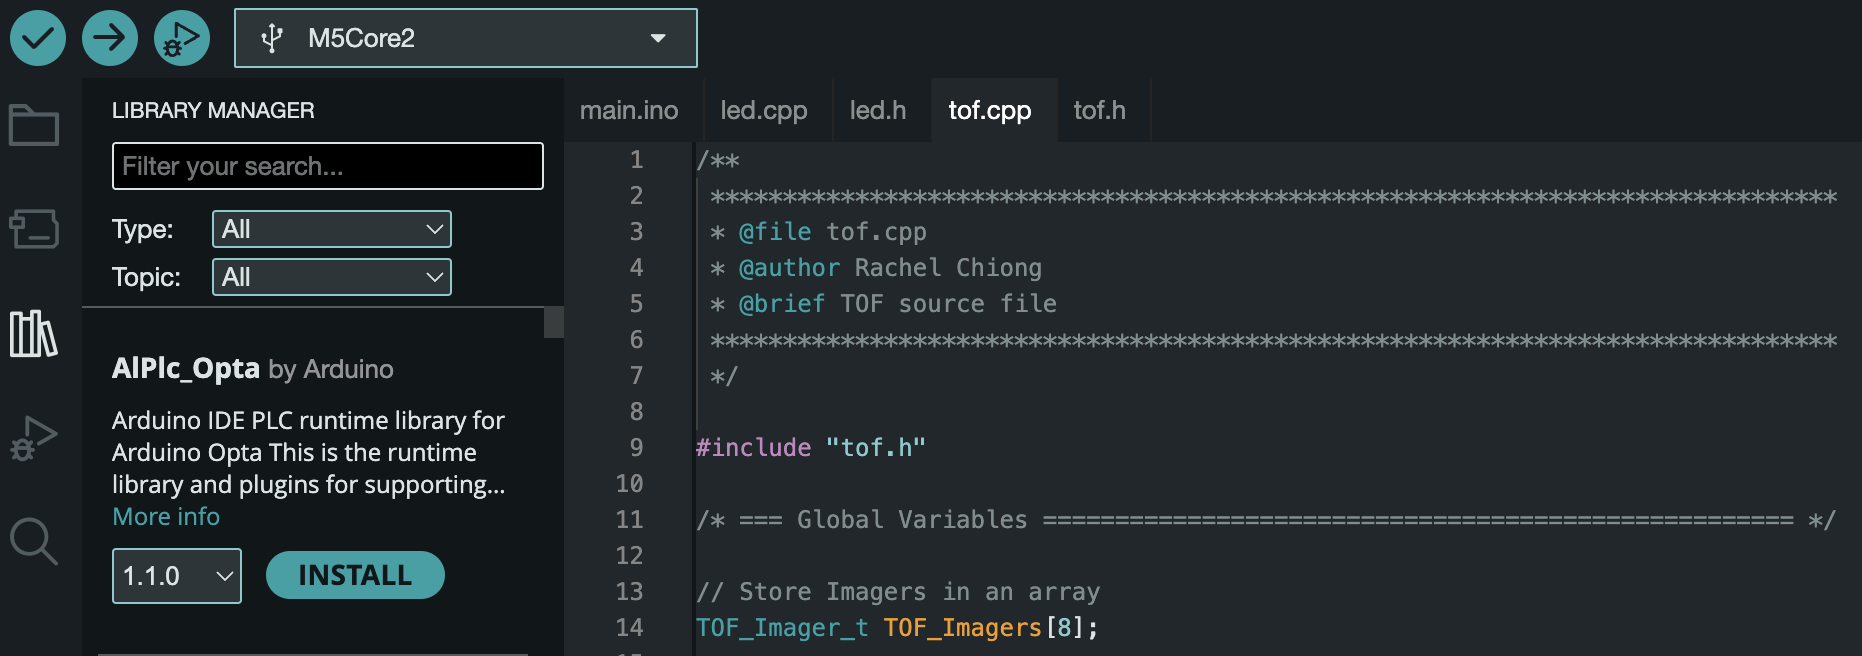 M5Core2
LIBRARY MANAGER
Filter your search...
Type: All
Topic: All
AlPlc_Opta by Arduino
Arduino IDE PLC runtime library for
Arduino Opta This is the runtime
library and plugins for supporting...
More info
1.1.0 INSTALL
main.ino led.cpp led.h tof.cpp tof.h
1 /**
2 ******************************************************************************
3 * @file tof.cpp
4 * @author Rachel Chiong
5 * @brief TOF source file
6 ******************************************************************************
7 */
8
9 #include "tof.h"
10
11 /* === Global Variables ==================================================== */
12
13 // Store Imagers in an array
14 TOF_Imager_t TOF_Imagers[8];